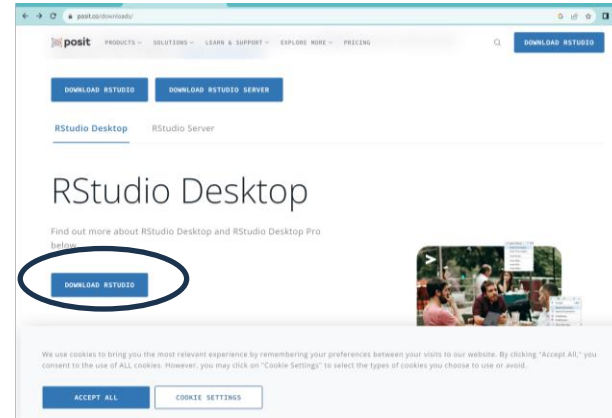 posit.co/downloads/
posit PRODUCTS SOLUTIONS LEARN & SUPPORT EXPLORE MORE PRICING DOWNLOAD RSTUDIO
DOWNLOAD RSTUDIO DOWNLOAD RSTUDIO SERVER
RStudio Desktop RStudio Server
RStudio Desktop
Find out more about RStudio Desktop and RStudio Desktop Pro
below.
DOWNLOAD RSTUDIO
We use cookies to bring you the most relevant experience by remembering your preferences between your visits to our website. By clicking "Accept All," you
consent to the use of ALL cookies. However, you may click on "Cookie Settings" to select the types of cookies you choose to use or avoid.
ACCEPT ALL COOKIE SETTINGS